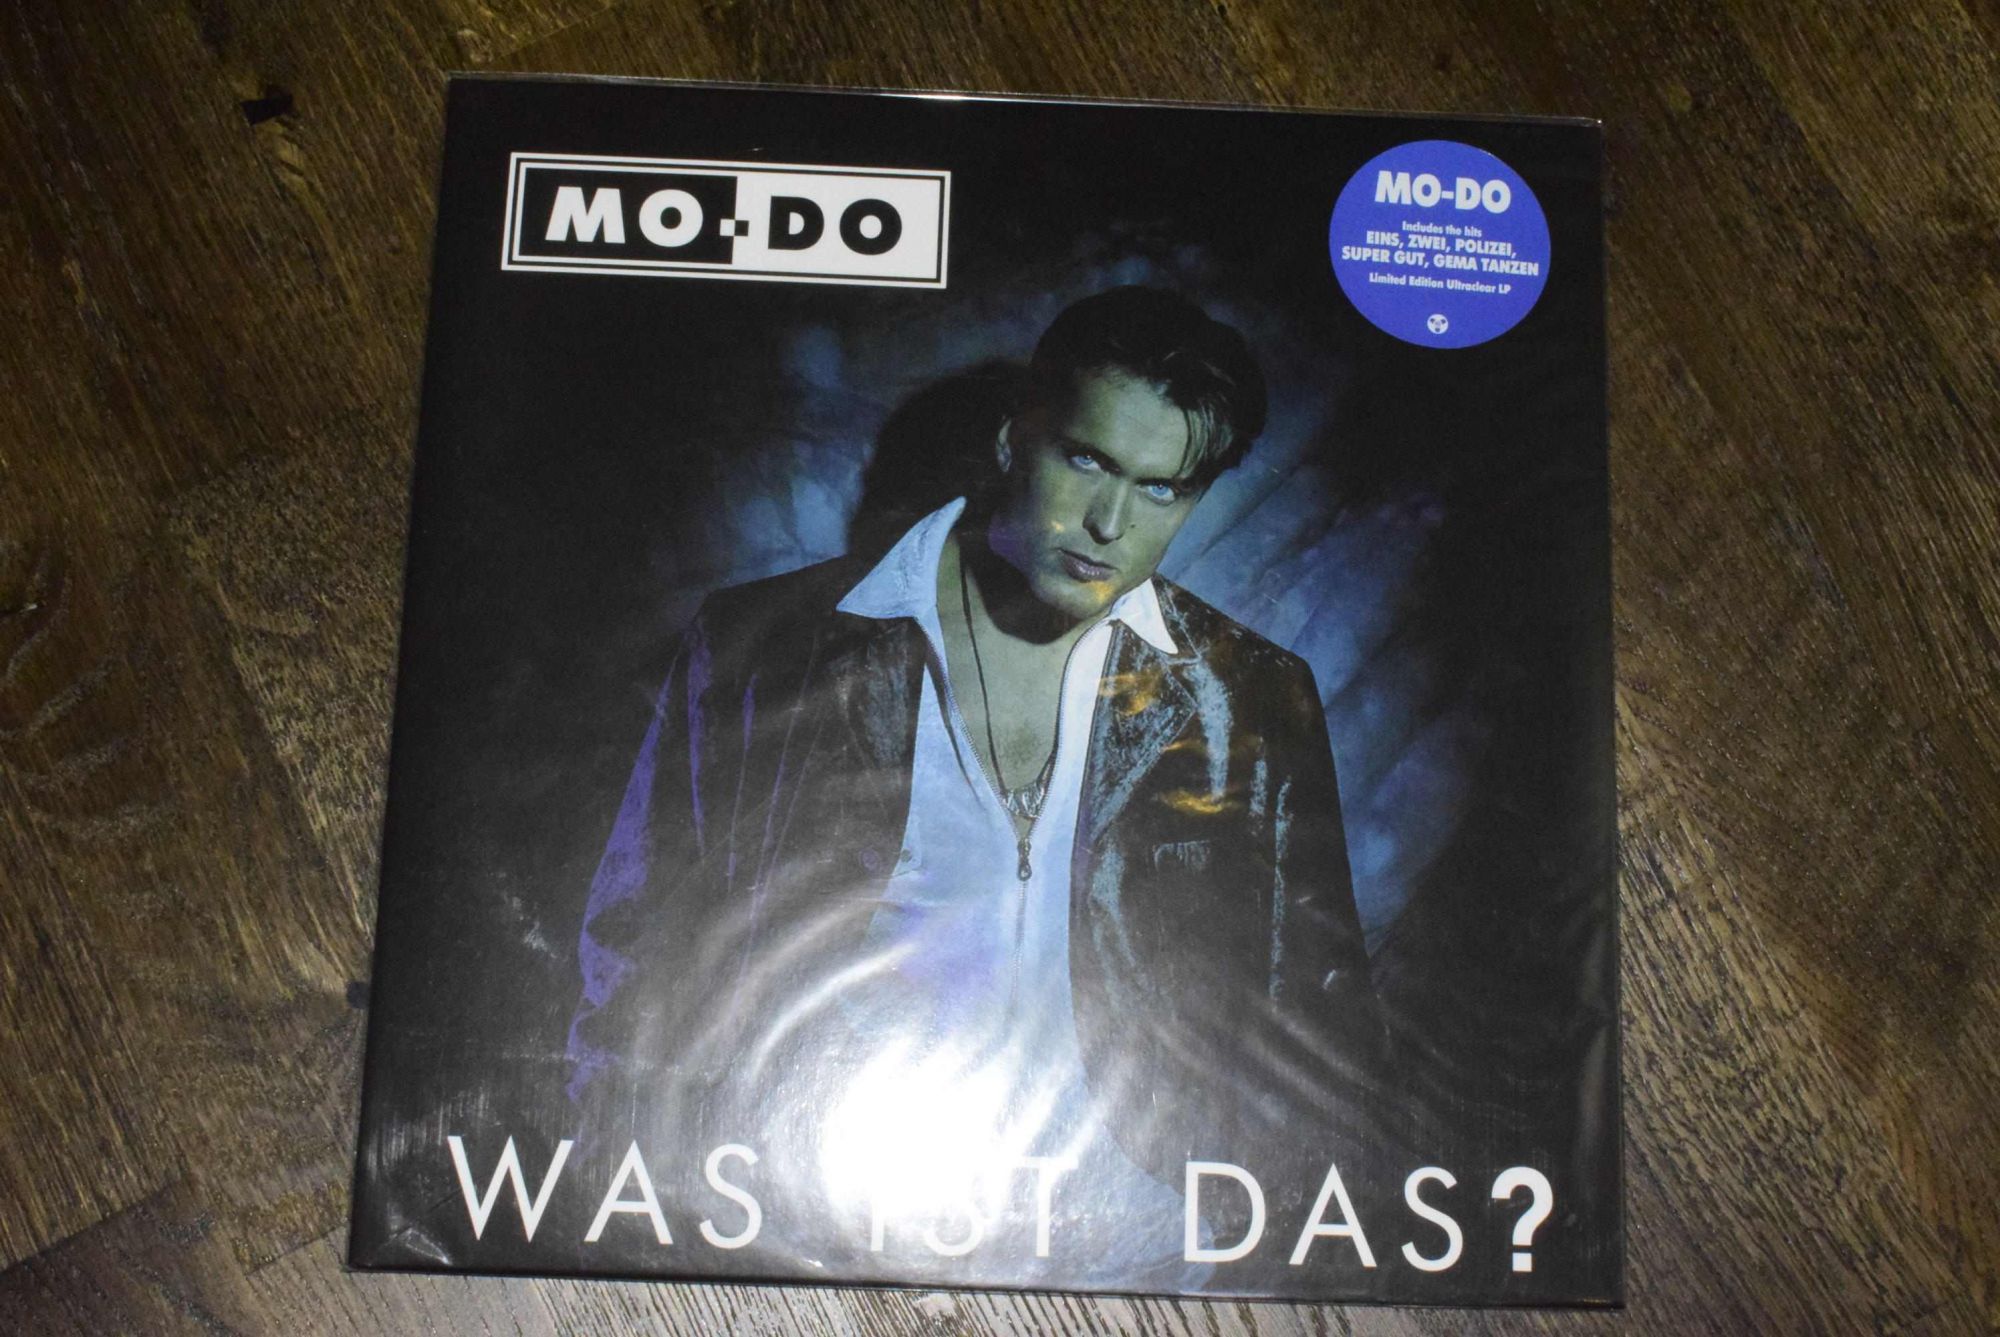 MO-DO
MO-DO
Includes the hits
EINS, ZWEI, POLIZEI,
SUPER GUT, GEMA TANZEN
Limited Edition Ultraclear LP
WAS IST DAS?